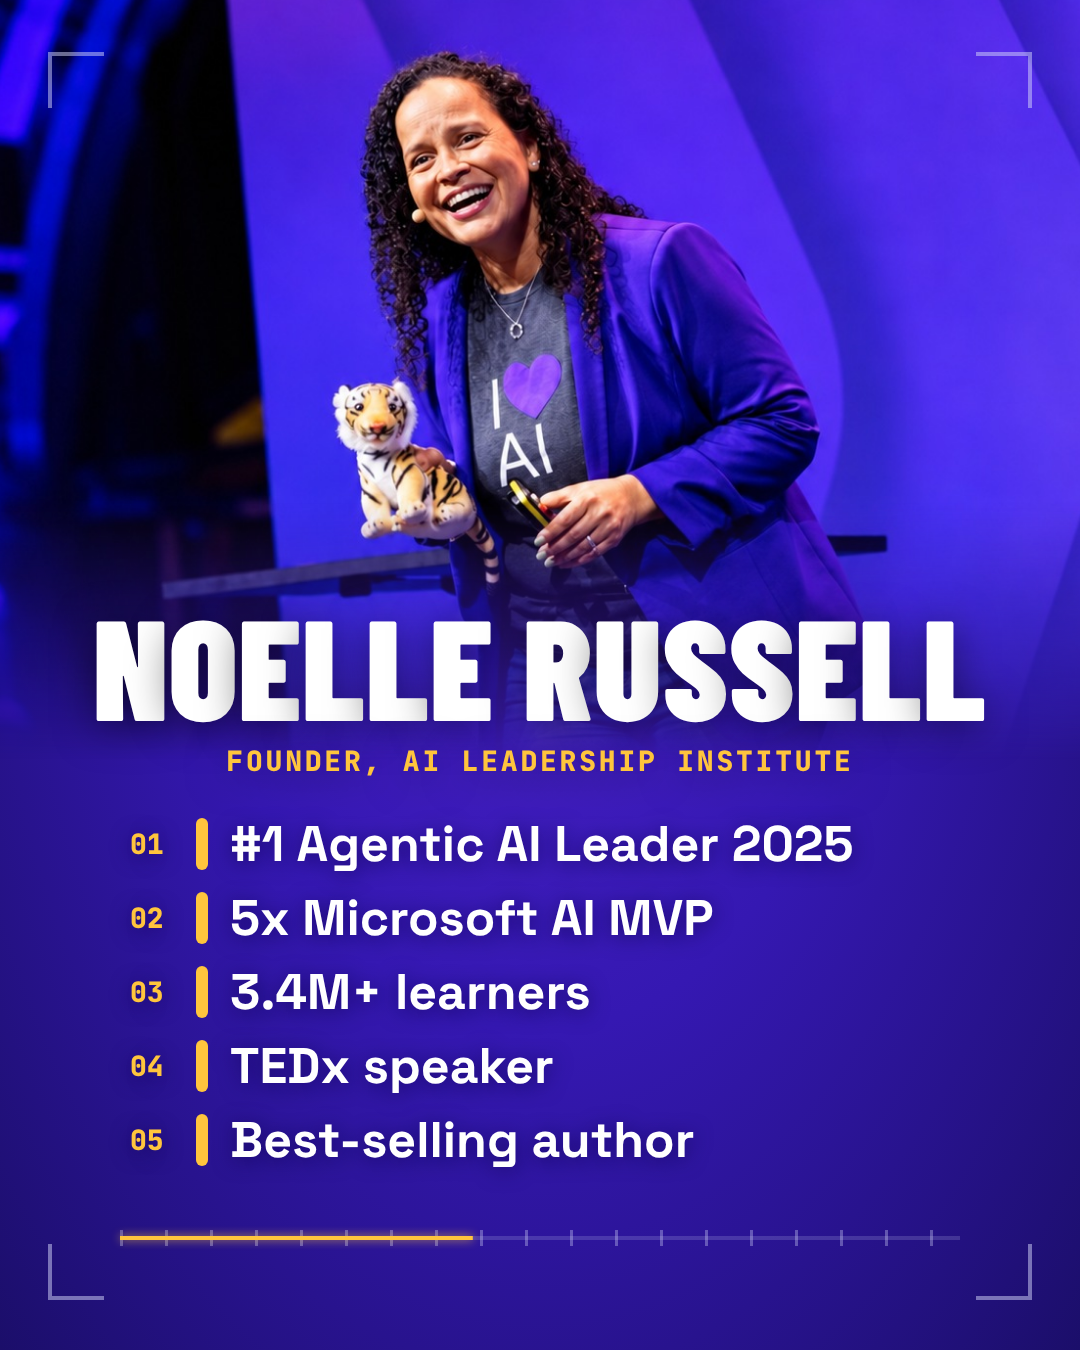 I 💜
AI
NOELLE RUSSELL
FOUNDER, AI LEADERSHIP INSTITUTE
01 #1 Agentic AI Leader 2025
02 5x Microsoft AI MVP
03 3.4M+ learners
04 TEDx speaker
05 Best-selling author